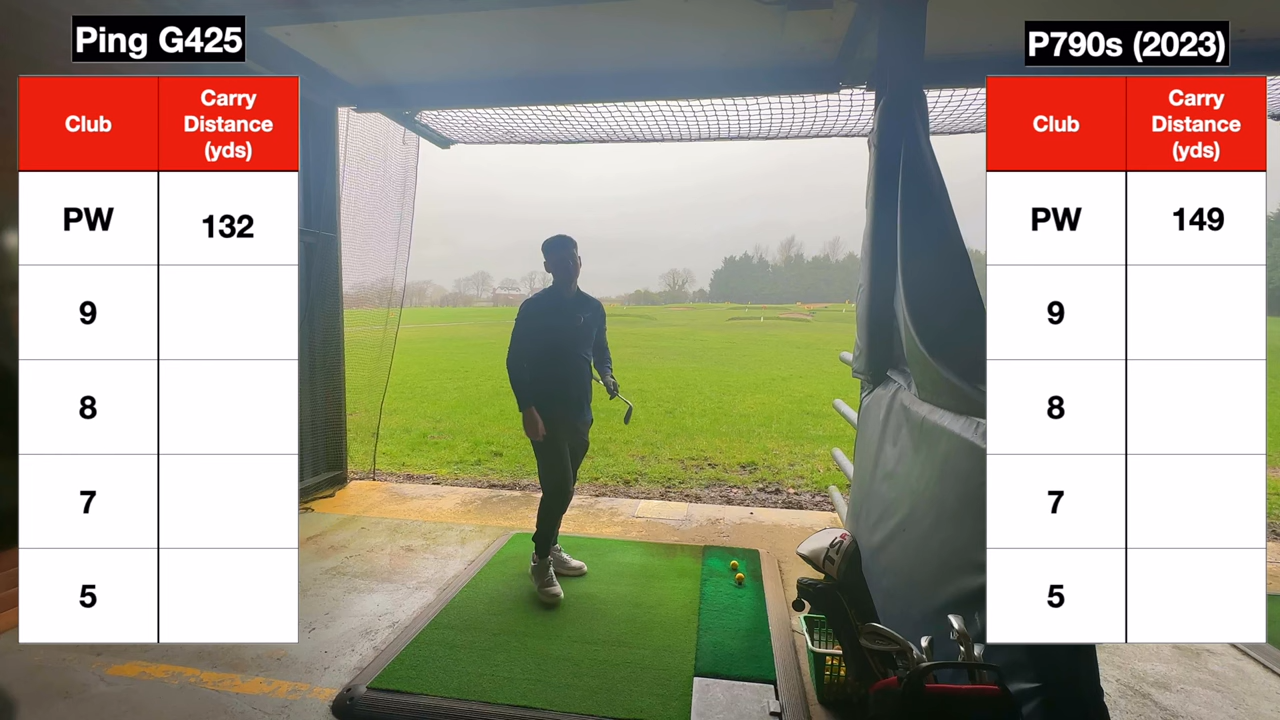 Ping G425
Club
Carry
Distance
(yds)
PW
132
9
8
7
5
P790s (2023)
Club
Carry
Distance
(yds)
PW
149
9
8
7
5